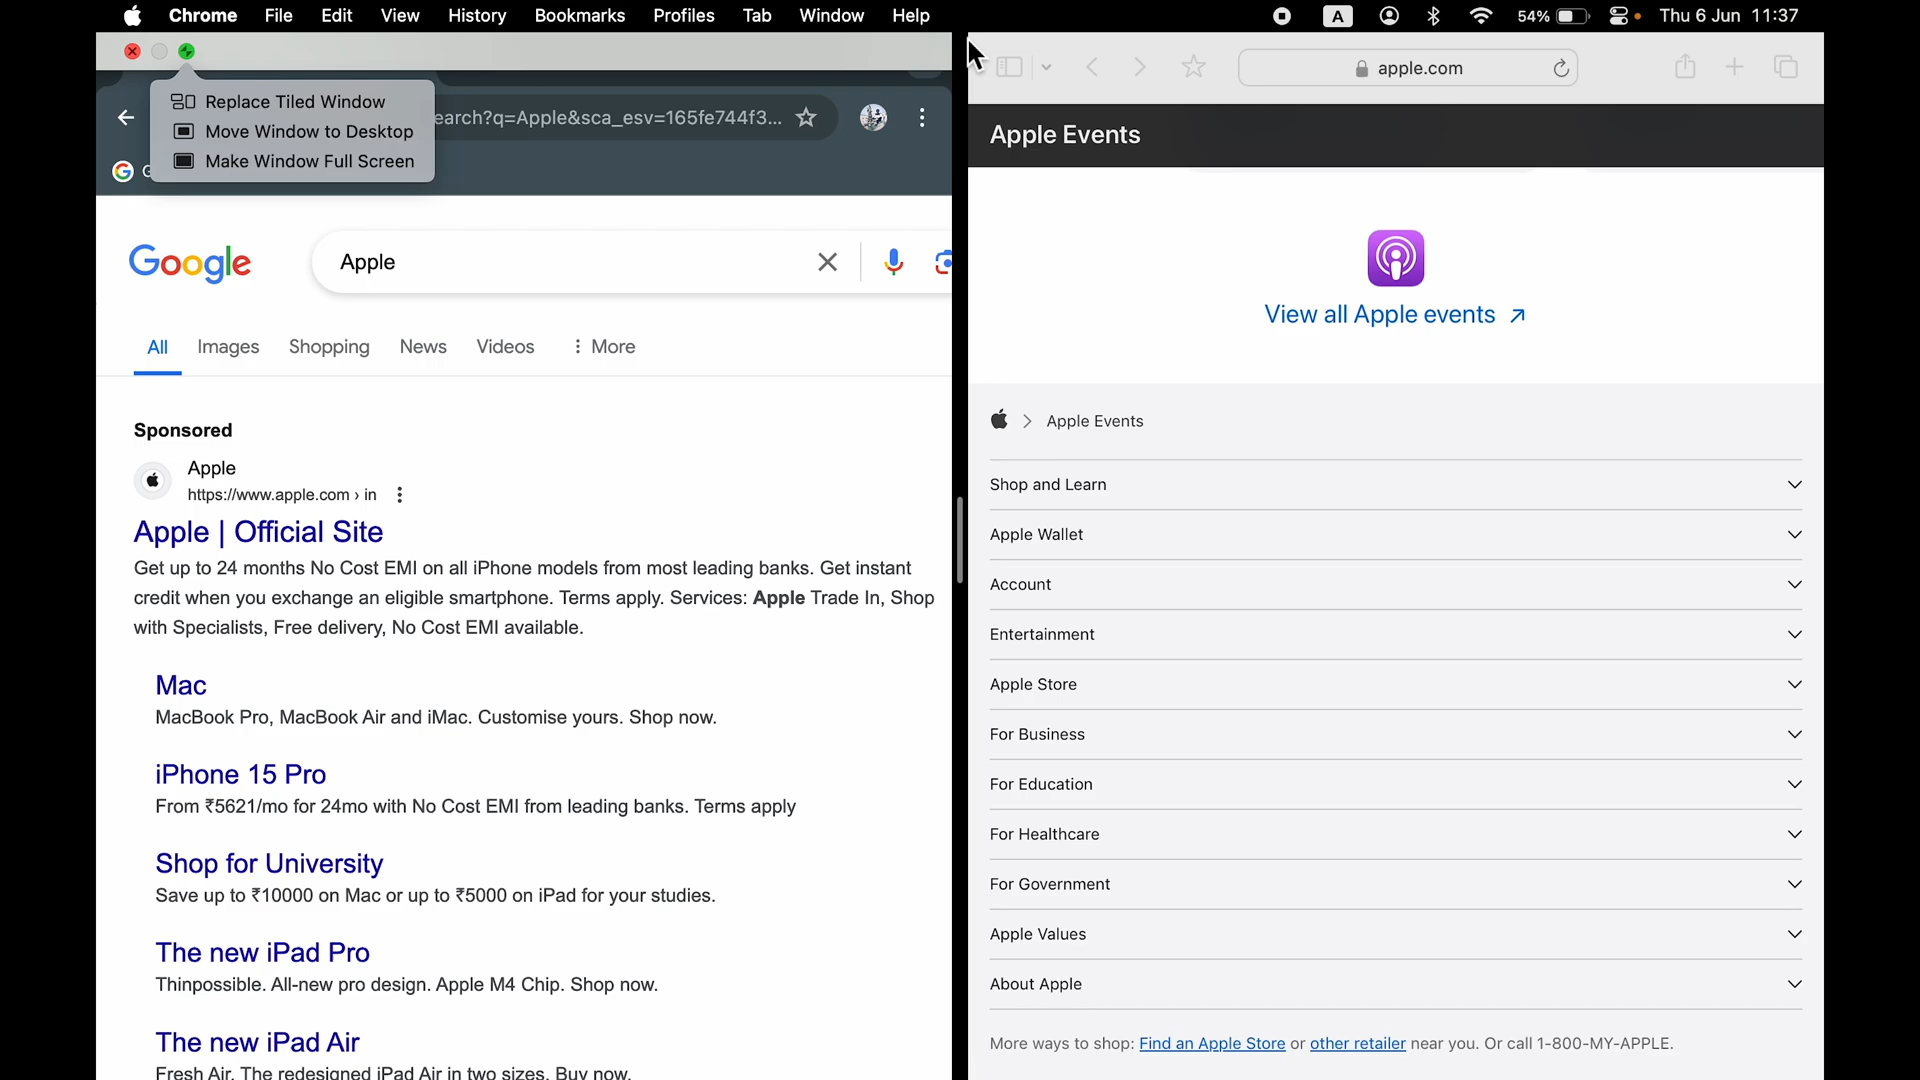 Chrome File Edit View History Bookmarks Profiles Tab Window Help
A 54% Thu 6 Jun 11:37
Replace Tiled Window
Move Window to Desktop
Make Window Full Screen
earch?q=Apple&sca_esv=165fe744f3...
Google
Apple
All Images Shopping News Videos More
Sponsored
Apple
https://www.apple.com › in
Apple | Official Site
Get up to 24 months No Cost EMI on all iPhone models from most leading banks. Get instant
credit when you exchange an eligible smartphone. Terms apply. Services: Apple Trade In, Shop
with Specialists, Free delivery, No Cost EMI available.
Mac
MacBook Pro, MacBook Air and iMac. Customise yours. Shop now.
iPhone 15 Pro
From ₹5621/mo for 24mo with No Cost EMI from leading banks. Terms apply
Shop for University
Save up to ₹10000 on Mac or up to ₹5000 on iPad for your studies.
The new iPad Pro
Thinpossible. All-new pro design. Apple M4 Chip. Shop now.
The new iPad Air
Fresh Air. The redesigned iPad Air in two sizes. Buy now.
apple.com
Apple Events
View all Apple events ↗
> Apple Events
Shop and Learn
Apple Wallet
Account
Entertainment
Apple Store
For Business
For Education
For Healthcare
For Government
Apple Values
About Apple
More ways to shop: Find an Apple Store or other retailer near you. Or call 1-800-MY-APPLE.